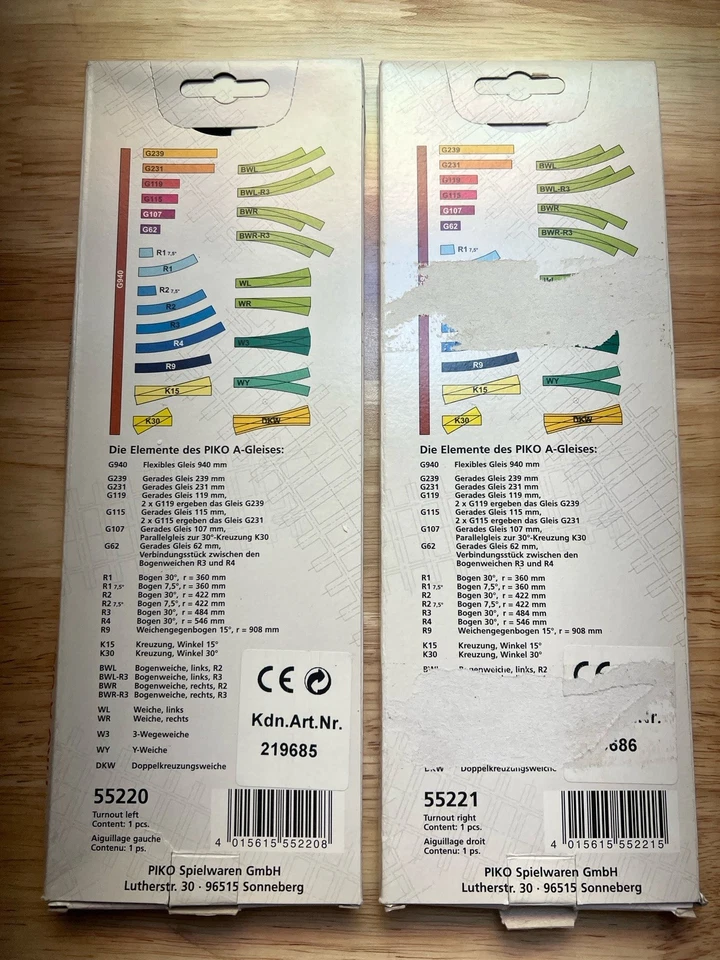 G940
G239
G231
G119
G115
G107
G62
R1 7,5°
R1
R2 7,5°
R2
R3
R4
R9
K15
K30
BWL
BWL-R3
BWR
BWR-R3
WL
WR
W3
WY
DKW
Die Elemente des PIKO A-Gleises:
G940 Flexibles Gleis 940 mm
G239 Gerades Gleis 239 mm
G231 Gerades Gleis 231 mm
G119 Gerades Gleis 119 mm,
2 x G119 ergeben das Gleis G239
G115 Gerades Gleis 115 mm,
2 x G115 ergeben das Gleis G231
G107 Gerades Gleis 107 mm,
Parallelgleis zur 30°-Kreuzung K30
G62 Gerades Gleis 62 mm,
Verbindungsstück zwischen den
Bogenweichen R3 und R4
R1 Bogen 30°, r = 360 mm
R1 7,5° Bogen 7,5°, r = 360 mm
R2 Bogen 30°, r = 422 mm
R2 7,5° Bogen 7,5°, r = 422 mm
R3 Bogen 30°, r = 484 mm
R4 Bogen 30°, r = 546 mm
R9 Weichengegenbogen 15°, r = 908 mm
K15 Kreuzung, Winkel 15°
K30 Kreuzung, Winkel 30°
BWL Bogenweiche, links, R2
BWL-R3 Bogenweiche, links, R3
BWR Bogenweiche, rechts, R2
BWR-R3 Bogenweiche, rechts, R3
WL Weiche, links
WR Weiche, rechts
W3 3-Wegeweiche
WY Y-Weiche
DKW Doppelkreuzungsweiche
CE
Kdn.Art.Nr.
219685
55220
Turnout left
Content: 1 pcs.
Aiguillage gauche
Contenu: 1 ps.
4 015615 552208
PIKO Spielwaren GmbH
Lutherstr. 30 · 96515 Sonneberg
G239
G231
G119
G115
G107
G62
R1 7,5°
R9
K15
K30
BWL
BWL-R3
BWR
BWR-R3
WY
DKW
Die Elemente des PIKO A-Gleises:
G940 Flexibles Gleis 940 mm
G239 Gerades Gleis 239 mm
G231 Gerades Gleis 231 mm
G119 Gerades Gleis 119 mm,
2 x G119 ergeben das Gleis G239
G115 Gerades Gleis 115 mm,
2 x G115 ergeben das Gleis G231
G107 Gerades Gleis 107 mm,
Parallelgleis zur 30°-Kreuzung K30
G62 Gerades Gleis 62 mm,
Verbindungsstück zwischen den
Bogenweichen R3 und R4
R1 Bogen 30°, r = 360 mm
R1 7,5° Bogen 7,5°, r = 360 mm
R2 Bogen 30°, r = 422 mm
R2 7,5° Bogen 7,5°, r = 422 mm
R3 Bogen 30°, r = 484 mm
R4 Bogen 30°, r = 546 mm
R9 Weichengegenbogen 15°, r = 908 mm
K15 Kreuzung, Winkel 15°
K30 Kreuzung, Winkel 30°
BWL Bogenweiche, links, R2
DKW Doppelkreuzungsweiche
686
55221
Turnout right
Content: 1 pcs.
Aiguillage droit
Contenu: 1 ps.
4 015615 552215
PIKO Spielwaren GmbH
Lutherstr. 30 · 96515 Sonneberg